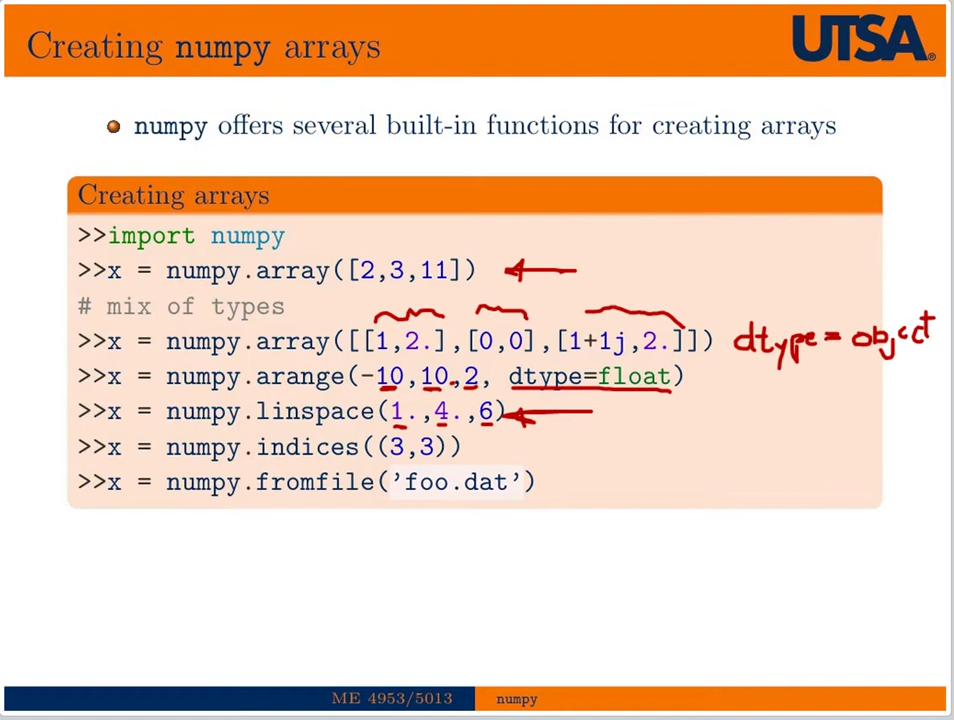 Creating numpy arrays
UTSA®
numpy offers several built-in functions for creating arrays
Creating arrays
>>import numpy
>>x = numpy.array([2,3,11])
# mix of types
>>x = numpy.array([[1,2.],[0,0],[1+1j,2.]]) dtype = object
>>x = numpy.arange(-10,10,2, dtype=float)
>>x = numpy.linspace(1.,4.,6)
>>x = numpy.indices((3,3))
>>x = numpy.fromfile('foo.dat')
ME 4953/5013 numpy